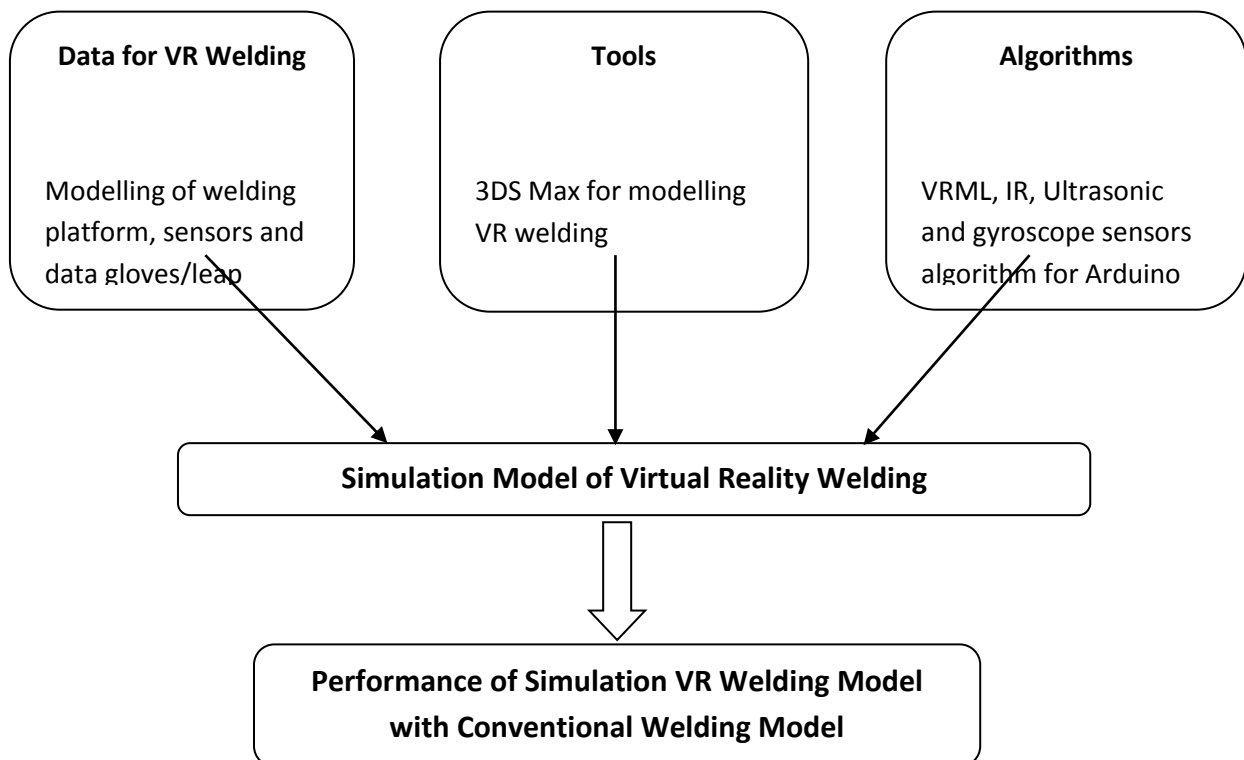 Data for VR Welding
Modelling of welding
platform, sensors and
data gloves/leap
Tools
3DS Max for modelling
VR welding
Algorithms
VRML, IR, Ultrasonic
and gyroscope sensors
algorithm for Arduino
Simulation Model of Virtual Reality Welding
Performance of Simulation VR Welding Model
with Conventional Welding Model